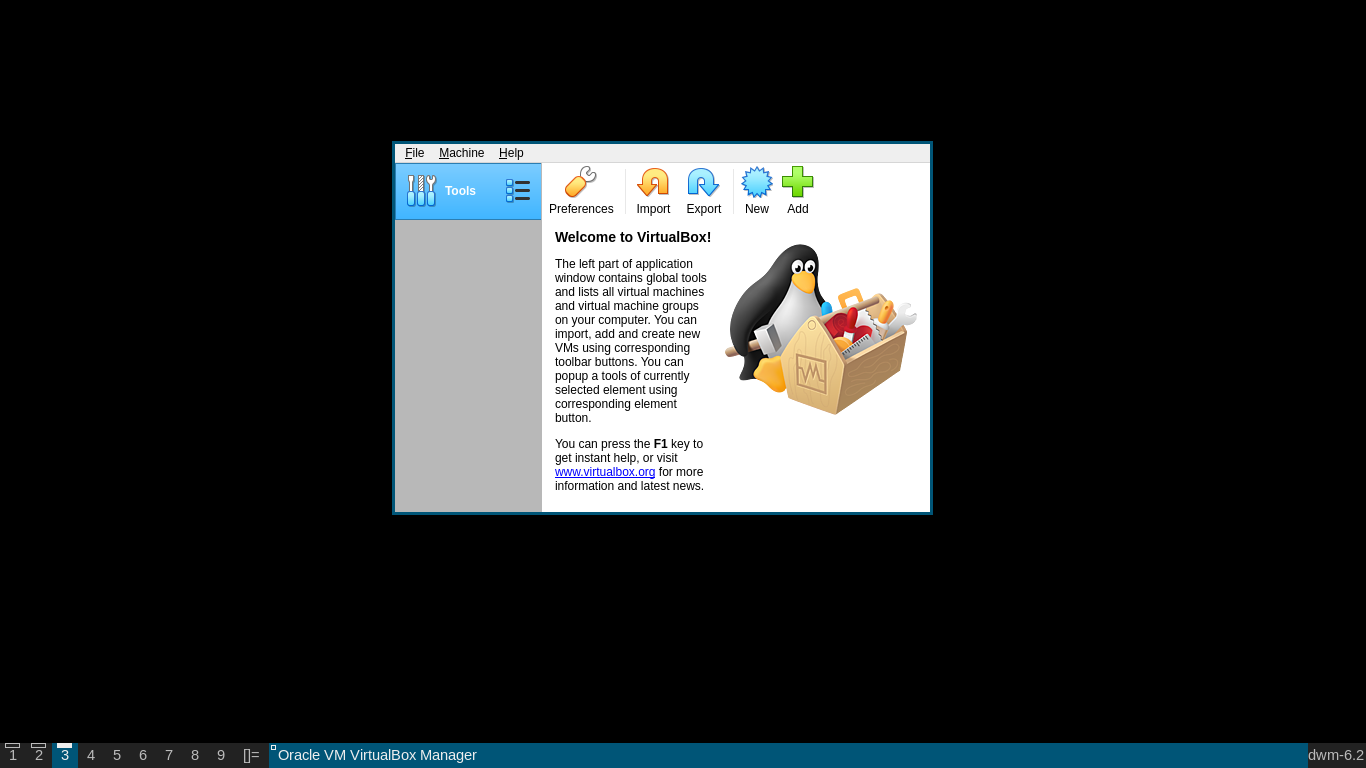 File Machine Help
Tools
Preferences Import Export New Add
Welcome to VirtualBox!
The left part of application
window contains global tools
and lists all virtual machines
and virtual machine groups
on your computer. You can
import, add and create new
VMs using corresponding
toolbar buttons. You can
popup a tools of currently
selected element using
corresponding element
button.
You can press the F1 key to
get instant help, or visit
www.virtualbox.org for more
information and latest news.
1 2 3 4 5 6 7 8 9 []= Oracle VM VirtualBox Manager dwm-6.2